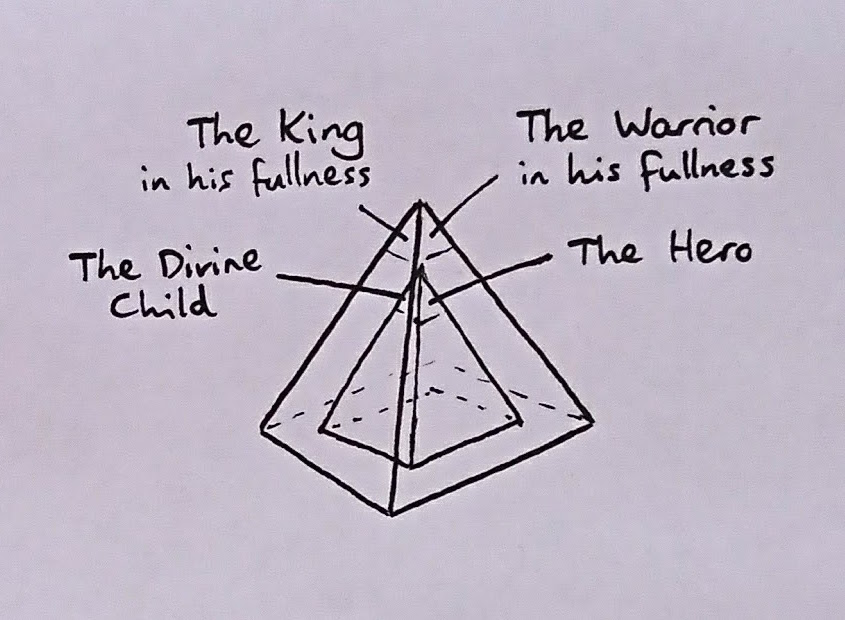 The King
in his fullness
The Warrior
in his fullness
The Divine
Child
The Hero